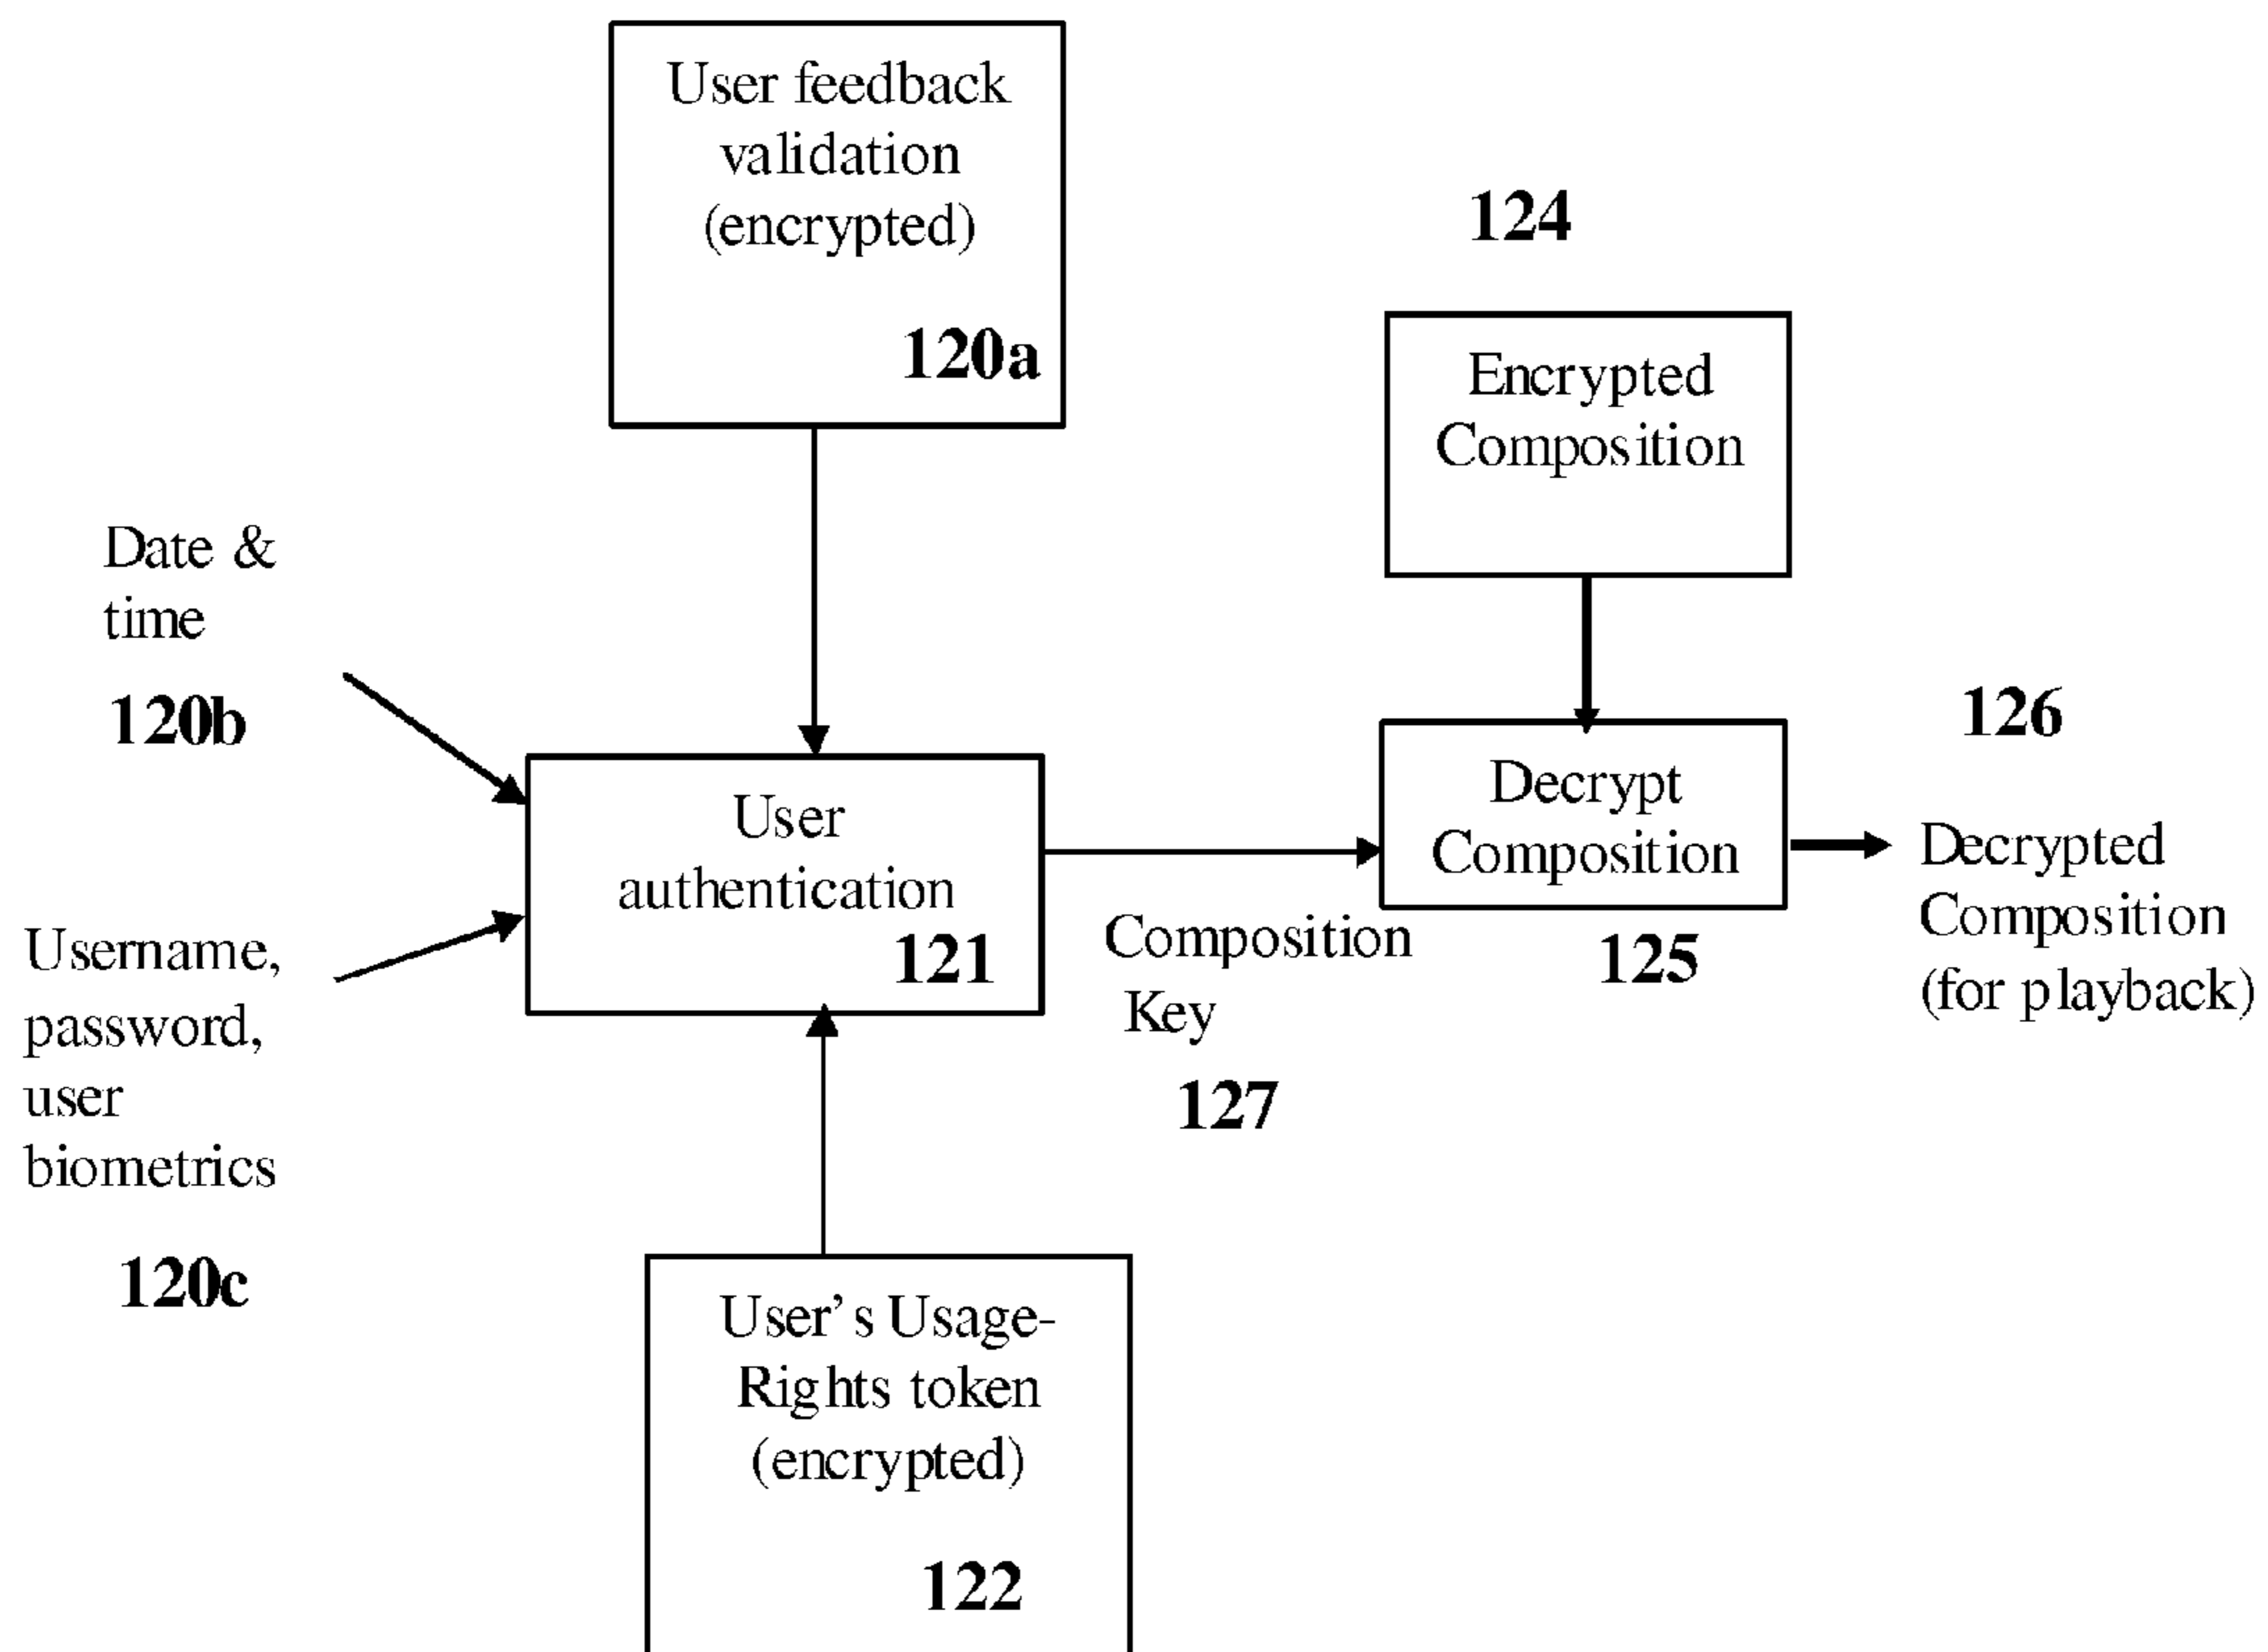 User feedback
validation
(encrypted)
120a
124
Encrypted
Composition
Date &
time
120b
126
User
authentication
121
Decrypt
Composition
125
Decrypted
Composition
(for playback)
Composition
Key
127
Username,
password,
user
biometrics
120c
User's Usage-
Rights token
(encrypted)
122